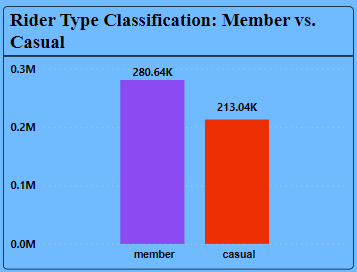 Rider Type Classification: Member vs.
Casual
0.3M
280.64K
213.04K
0.2M
0.1M
0.0M
member casual